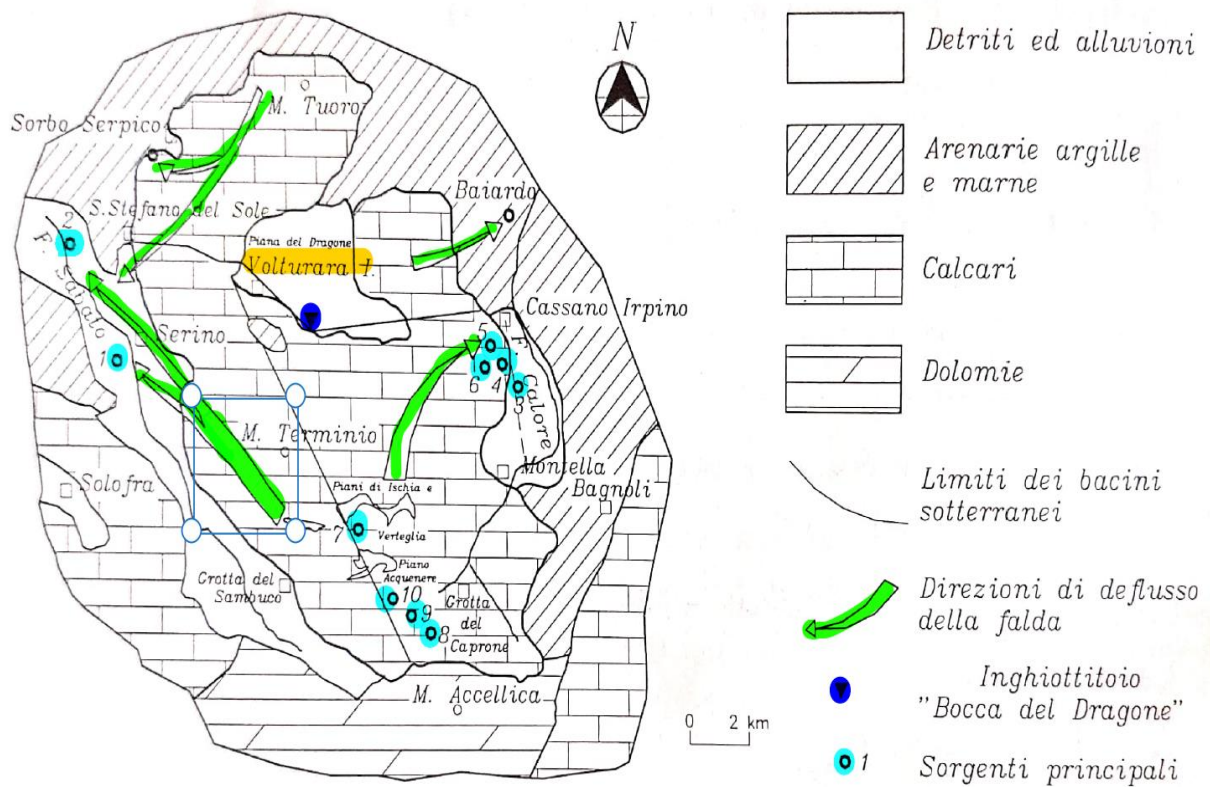 N
M. Tuoro
Sorbo Serpico
Baiardo
S.Stefano del Sole
2
Piana del Dragone
Volturara I.
F. Sabato
Cassano Irpino
Serino
1
5
F.
6
4
3
Calore
M. Terminio
Montella
Bagnoli
Solofra
Piani di Ischia e
7
Verteglia
Piano
Acquenere
Grotta del
Sambuco
10
9
8
Grotta
del
Caprone
M. Accellica
0 2 km
Detriti ed alluvioni
Arenarie argille
e marne
Calcari
Dolomie
Limiti dei bacini
sotterranei
Direzioni di deflusso
della falda
Inghiottitoio
"Bocca del Dragone"
1 Sorgenti principali